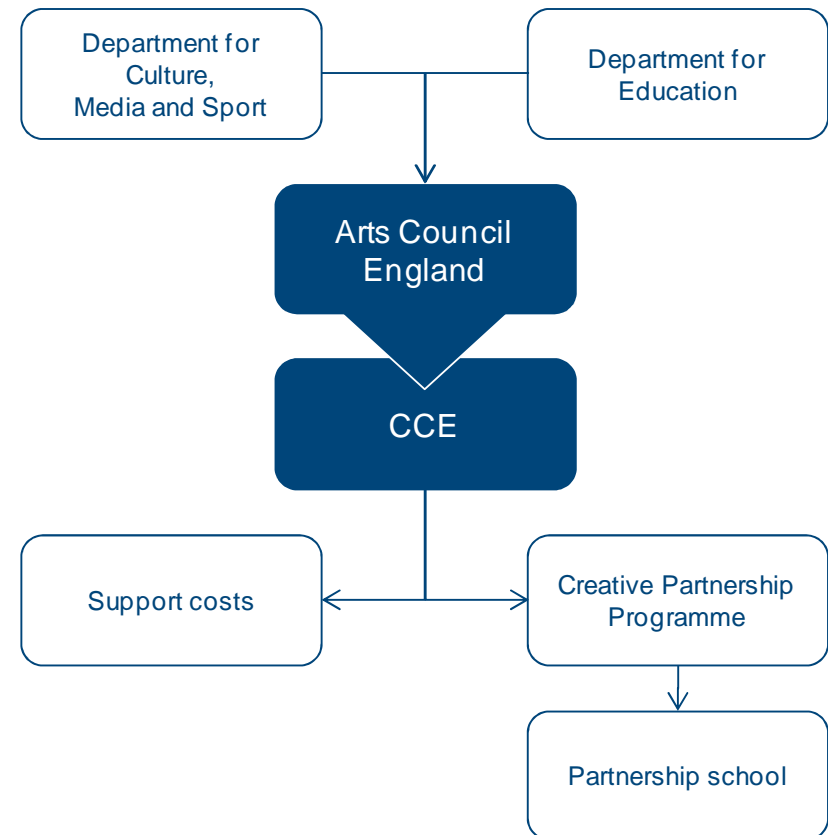 Department for
Culture,
Media and Sport
Department for
Education
Arts Council
England
CCE
Support costs
Creative Partnership
Programme
Partnership school